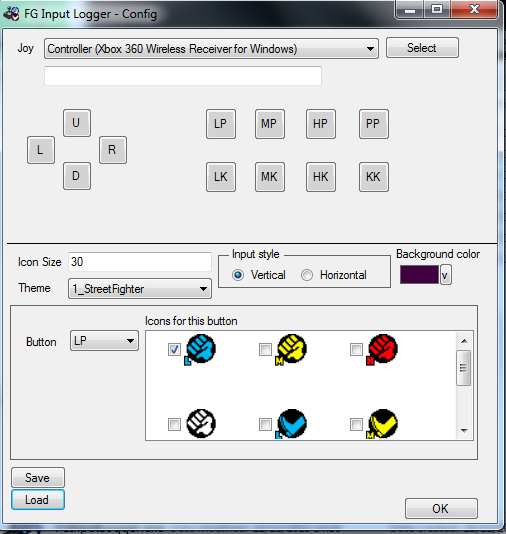 FG Input Logger - Config
Joy
Controller (Xbox 360 Wireless Receiver for Windows)
Select
U
L
R
D
LP
MP
HP
PP
LK
MK
HK
KK
Icon Size
30
Input style
Background color
Vertical
Horizontal
v
Theme
1_StreetFighter
Icons for this button
Button
LP
L
M
H
L
M
Save
Load
OK